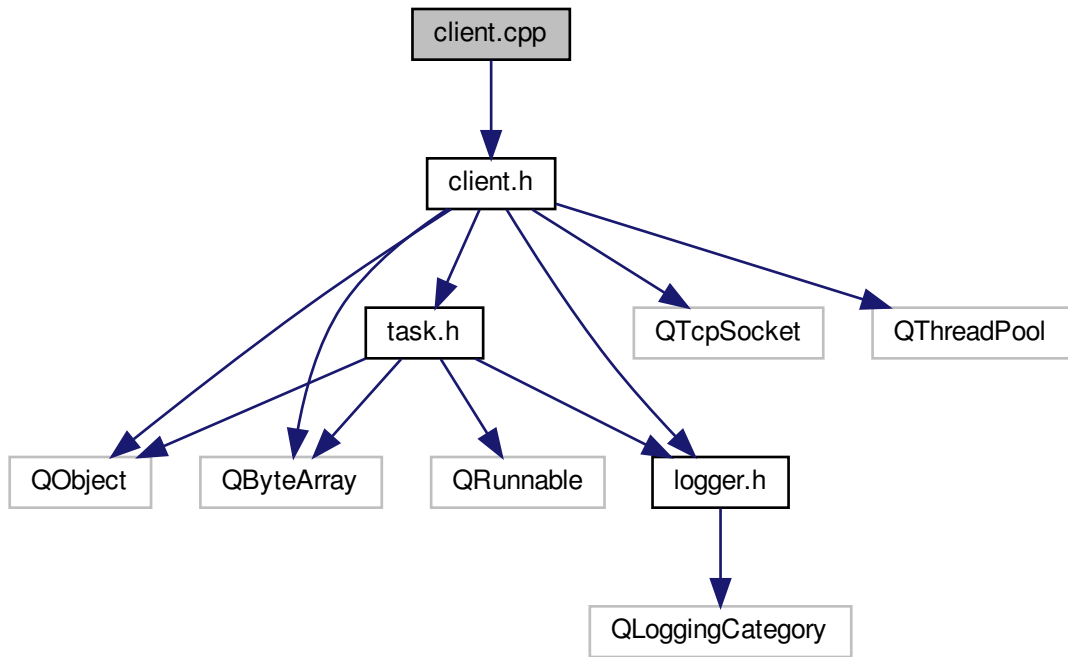 client.cpp
client.h
task.h
QTcpSocket
QThreadPool
QObject
QByteArray
QRunnable
logger.h
QLoggingCategory